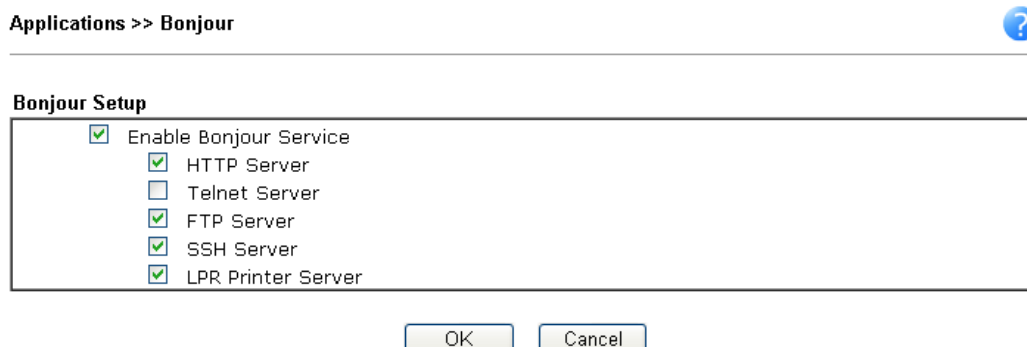 Applications >> Bonjour
?
Bonjour Setup
Enable Bonjour Service
HTTP Server
Telnet Server
FTP Server
SSH Server
LPR Printer Server
OK Cancel